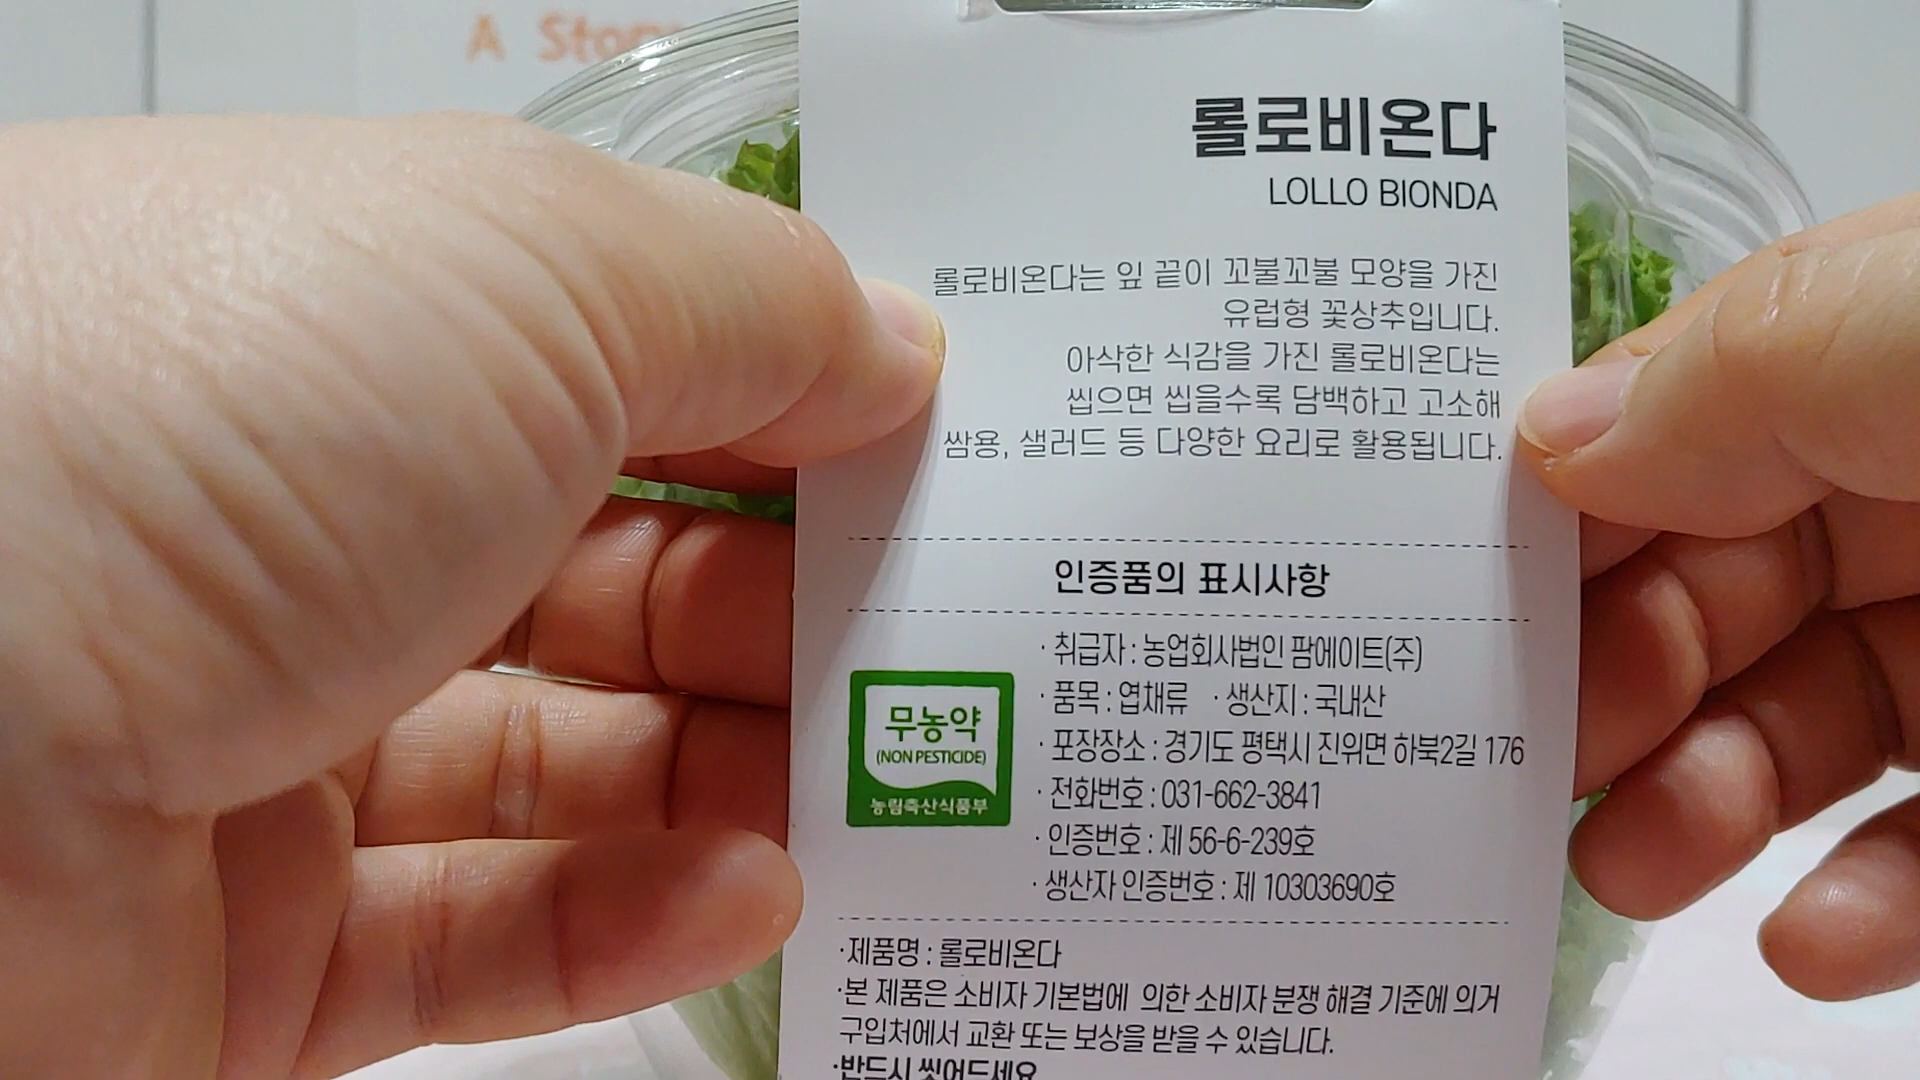 A Stor
롤로비온다
LOLLO BIONDA
롤로비온다는 잎 끝이 꼬불꼬불 모양을 가진
유럽형 꽃상추입니다.
아삭한 식감을 가진 롤로비온다는
씹으면 씹을수록 담백하고 고소해
쌈용, 샐러드 등 다양한 요리로 활용됩니다.
인증품의 표시사항
· 취급자 : 농업회사법인 팜에이트(주)
· 품목 : 엽채류 · 생산지 : 국내산
· 포장장소 : 경기도 평택시 진위면 하북2길 176
· 전화번호 : 031-662-3841
· 인증번호 : 제 56-6-239호
· 생산자 인증번호 : 제 10303690호
무농약
(NON PESTICIDE)
농림축산식품부
·제품명 : 롤로비온다
·본 제품은 소비자 기본법에 의한 소비자 분쟁 해결 기준에 의거
구입처에서 교환 또는 보상을 받을 수 있습니다.
·반드시 씻어드세요